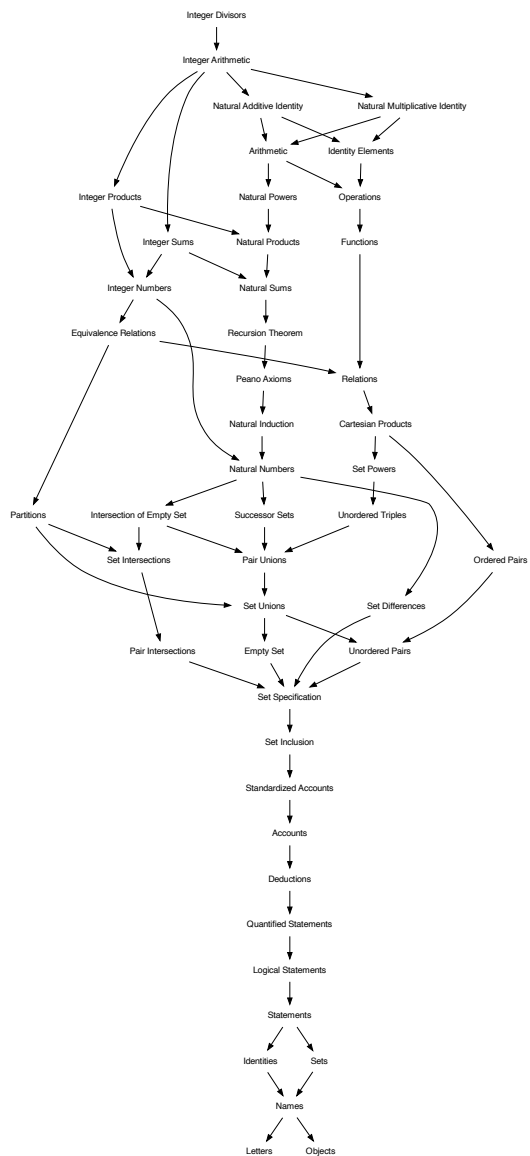 Integer Divisors
Integer Arithmetic
Natural Additive Identity
Natural Multiplicative Identity
Arithmetic
Identity Elements
Integer Products
Natural Powers
Operations
Integer Sums
Natural Products
Functions
Integer Numbers
Natural Sums
Equivalence Relations
Recursion Theorem
Peano Axioms
Relations
Natural Induction
Cartesian Products
Natural Numbers
Set Powers
Partitions
Intersection of Empty Set
Successor Sets
Unordered Triples
Set Intersections
Pair Unions
Ordered Pairs
Set Unions
Set Differences
Pair Intersections
Empty Set
Unordered Pairs
Set Specification
Set Inclusion
Standardized Accounts
Accounts
Deductions
Quantified Statements
Logical Statements
Statements
Identities
Sets
Names
Letters
Objects